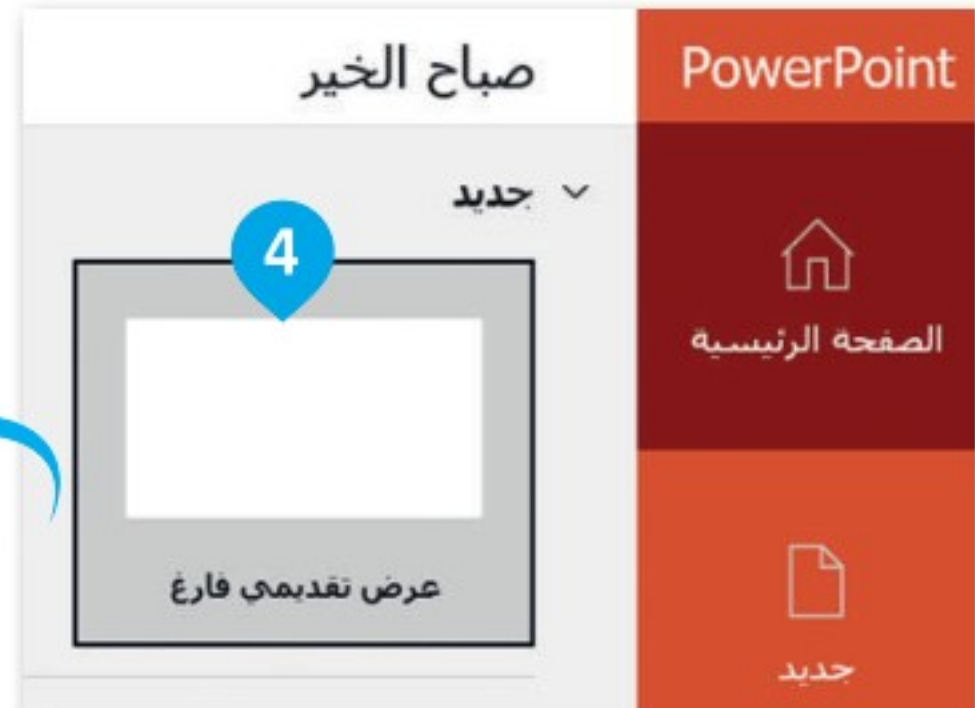 PowerPoint
صباح الخير
الصفحة الرئيسية
جديد
جديد
4
عرض تقديمي فارغ